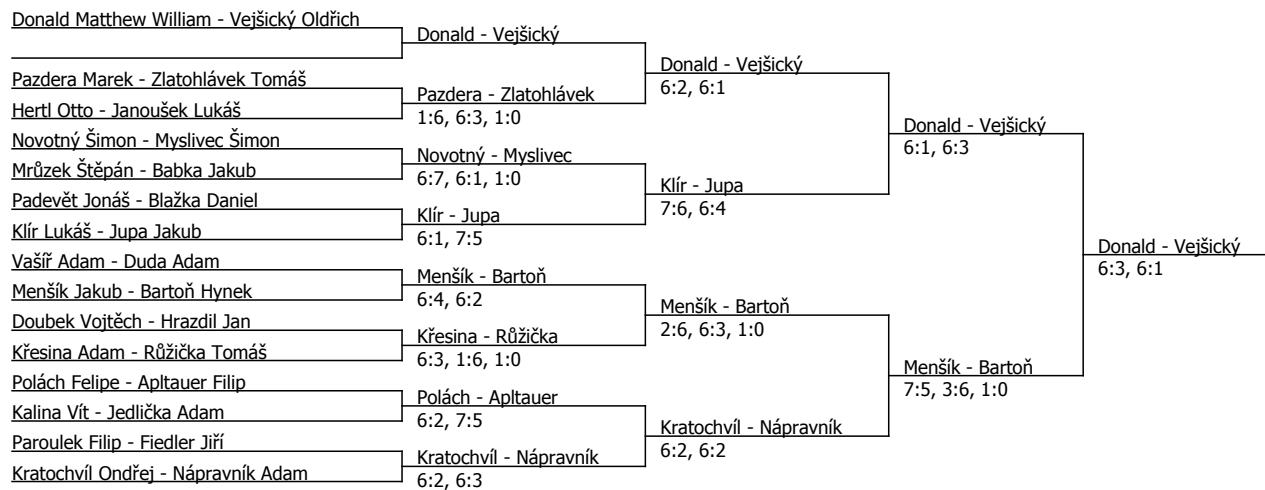 Donald Matthew William - Vejšický Oldřich
Pazdera Marek - Zlatohlávek Tomáš
Hertl Otto - Janoušek Lukáš
Novotný Šimon - Myslivec Šimon
Mrůzek Štěpán - Babka Jakub
Padevět Jonáš - Blažka Daniel
Klír Lukáš - Jupa Jakub
Vašíř Adam - Duda Adam
Menšík Jakub - Bartoň Hynek
Doubek Vojtěch - Hrazdil Jan
Křesina Adam - Růžička Tomáš
Polách Felipe - Apltauer Filip
Kalina Vít - Jedlička Adam
Paroulek Filip - Fiedler Jiří
Kratochvíl Ondřej - Nápravník Adam
Donald - Vejšický
Pazdera - Zlatohlávek
1:6, 6:3, 1:0
Novotný - Myslivec
6:7, 6:1, 1:0
Klír - Jupa
6:1, 7:5
Menšík - Bartoň
6:4, 6:2
Křesina - Růžička
6:3, 1:6, 1:0
Polách - Apltauer
6:2, 7:5
Kratochvíl - Nápravník
6:2, 6:3
Donald - Vejšický
6:2, 6:1
Klír - Jupa
7:6, 6:4
Menšík - Bartoň
2:6, 6:3, 1:0
Kratochvíl - Nápravník
6:2, 6:2
Donald - Vejšický
6:1, 6:3
Menšík - Bartoň
7:5, 3:6, 1:0
Donald - Vejšický
6:3, 6:1